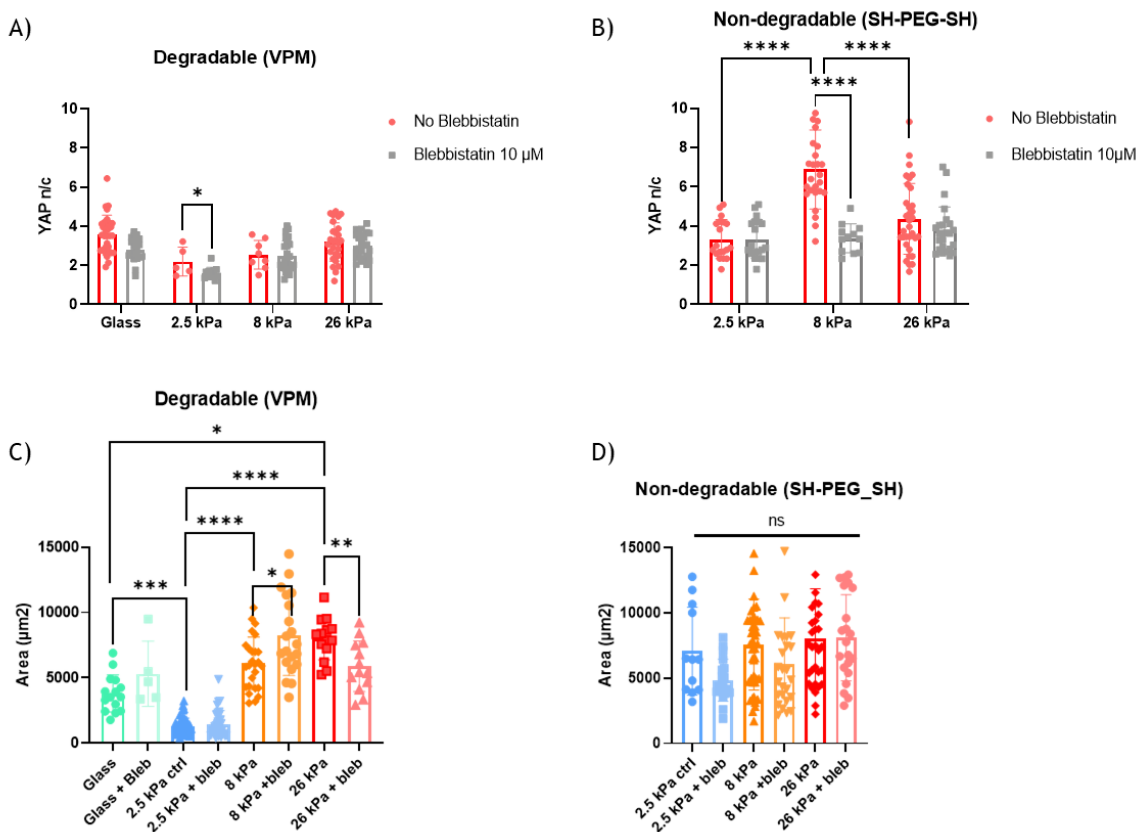 A)
Degradable (VPM)
No Blebbistatin
Blebbistatin 10 µM
*
YAP n/c
10
8
6
4
2
0
Glass
2.5 kPa
8 kPa
26 kPa
B)
Non-degradable (SH-PEG-SH)
**** ****
****
No Blebbistatin
Blebbistatin 10µM
YAP n/c
10
8
6
4
2
0
2.5 kPa
8 kPa
26 kPa
C)
Degradable (VPM)
*
****
****
***
*
**
Area (µm2)
15000
10000
5000
0
Glass
Glass + Bleb
2.5 kPa ctrl
2.5 kPa + bleb
8 kPa
8 kPa +bleb
26 kPa
26 kPa + bleb
D)
Non-degradable (SH-PEG_SH)
ns
Area (µm2)
15000
10000
5000
0
2.5 kPa ctrl
2.5 kPa + bleb
8 kPa
8 kPa +bleb
26 kPa
26 kPa + bleb